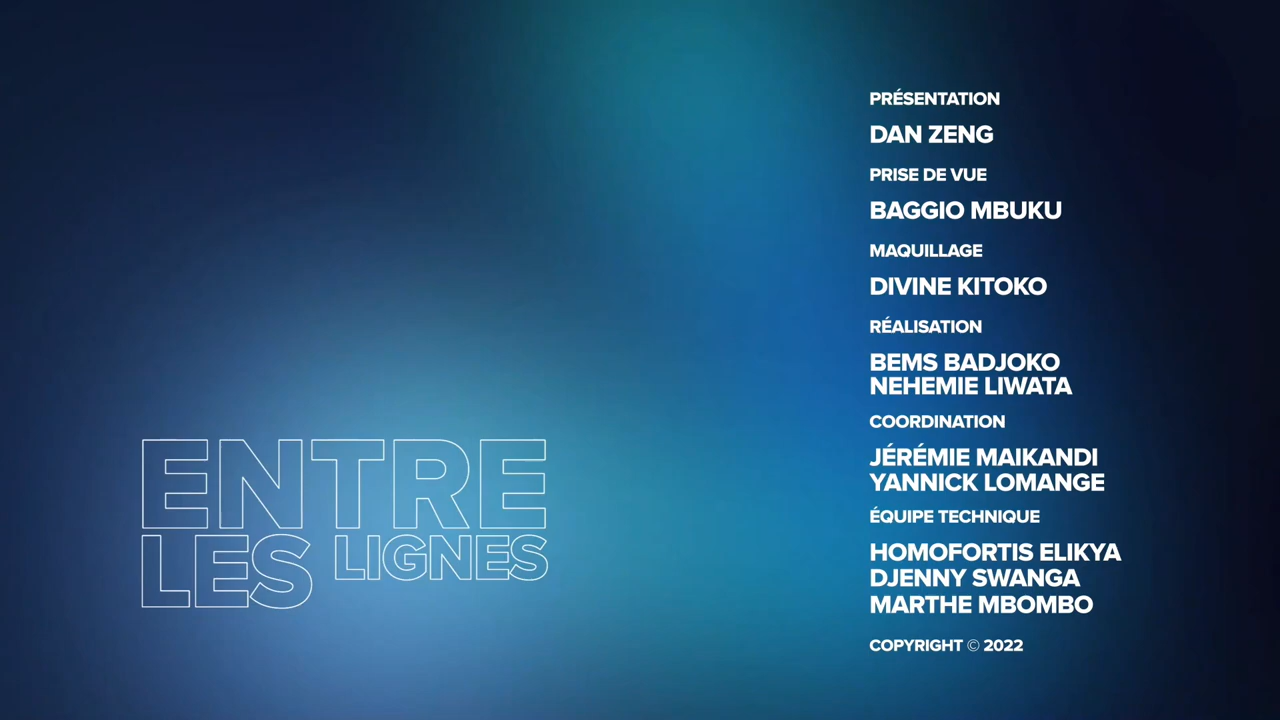 ENTRE
LES LIGNES
PRÉSENTATION
DAN ZENG
PRISE DE VUE
BAGGIO MBUKU
MAQUILLAGE
DIVINE KITOKO
RÉALISATION
BEMS BADJOKO
NEHEMIE LIWATA
COORDINATION
JÉRÉMIE MAIKANDI
YANNICK LOMANGE
ÉQUIPE TECHNIQUE
HOMOFORTIS ELIKYA
DJENNY SWANGA
MARTHE MBOMBO
COPYRIGHT © 2022